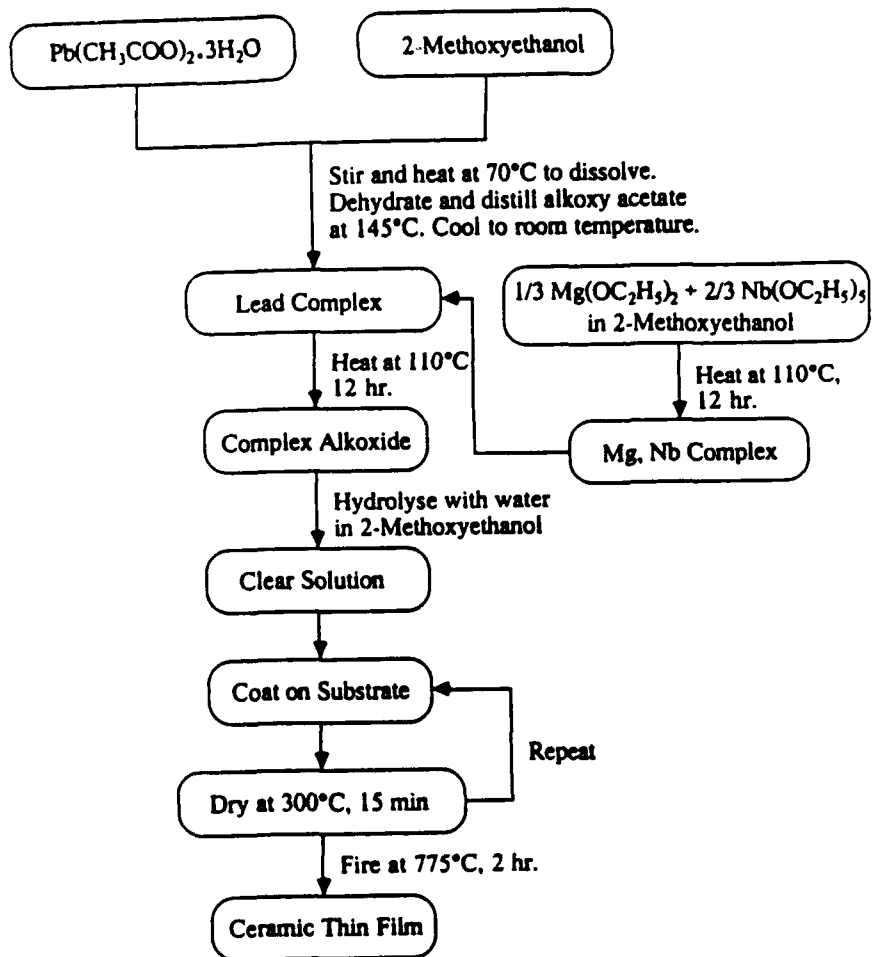 Pb(CH₃COO)₂.3H₂O
2-Methoxyethanol
Stir and heat at 70°C to dissolve.
Dehydrate and distill alkoxy acetate
at 145°C. Cool to room temperature.
Lead Complex
1/3 Mg(OC₂H₅)₂ + 2/3 Nb(OC₂H₅)₅
in 2-Methoxyethanol
Heat at 110°C
12 hr.
Heat at 110°C,
12 hr.
Complex Alkoxide
Mg, Nb Complex
Hydrolyse with water
in 2-Methoxyethanol
Clear Solution
Coat on Substrate
Repeat
Dry at 300°C, 15 min
Fire at 775°C, 2 hr.
Ceramic Thin Film